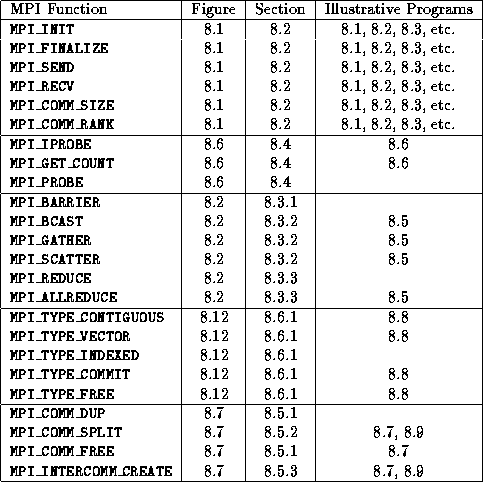 MPI Function Figure Section Illustrative Programs
MPI_INIT 8.1 8.2 8.1, 8.2, 8.3, etc.
MPI_FINALIZE 8.1 8.2 8.1, 8.2, 8.3, etc.
MPI_SEND 8.1 8.2 8.1, 8.2, 8.3, etc.
MPI_RECV 8.1 8.2 8.1, 8.2, 8.3, etc.
MPI_COMM_SIZE 8.1 8.2 8.1, 8.2, 8.3, etc.
MPI_COMM_RANK 8.1 8.2 8.1, 8.2, 8.3, etc.
MPI_IPROBE 8.6 8.4 8.6
MPI_GET_COUNT 8.6 8.4 8.6
MPI_PROBE 8.6 8.4
MPI_BARRIER 8.2 8.3.1
MPI_BCAST 8.2 8.3.2 8.5
MPI_GATHER 8.2 8.3.2 8.5
MPI_SCATTER 8.2 8.3.2 8.5
MPI_REDUCE 8.2 8.3.3
MPI_ALLREDUCE 8.2 8.3.3 8.5
MPI_TYPE_CONTIGUOUS 8.12 8.6.1 8.8
MPI_TYPE_VECTOR 8.12 8.6.1 8.8
MPI_TYPE_INDEXED 8.12 8.6.1
MPI_TYPE_COMMIT 8.12 8.6.1 8.8
MPI_TYPE_FREE 8.12 8.6.1 8.8
MPI_COMM_DUP 8.7 8.5.1
MPI_COMM_SPLIT 8.7 8.5.2 8.7, 8.9
MPI_COMM_FREE 8.7 8.5.1 8.7
MPI_INTERCOMM_CREATE 8.7 8.5.3 8.7, 8.9